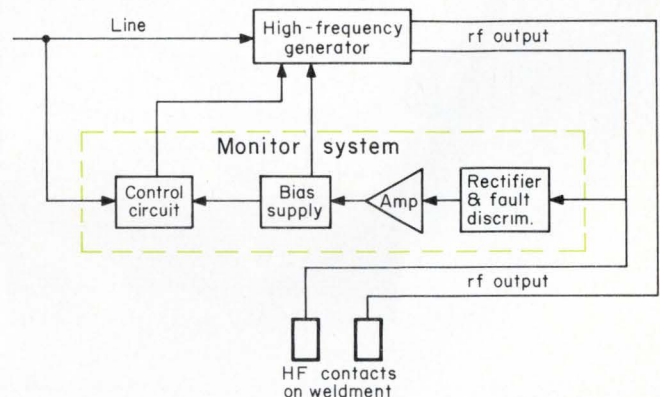 Line
High-frequency
generator
rf output
Monitor system
Control
circuit
Bias
supply
Amp
Rectifier
& fault
discrim.
rf output
HF contacts
on weldment